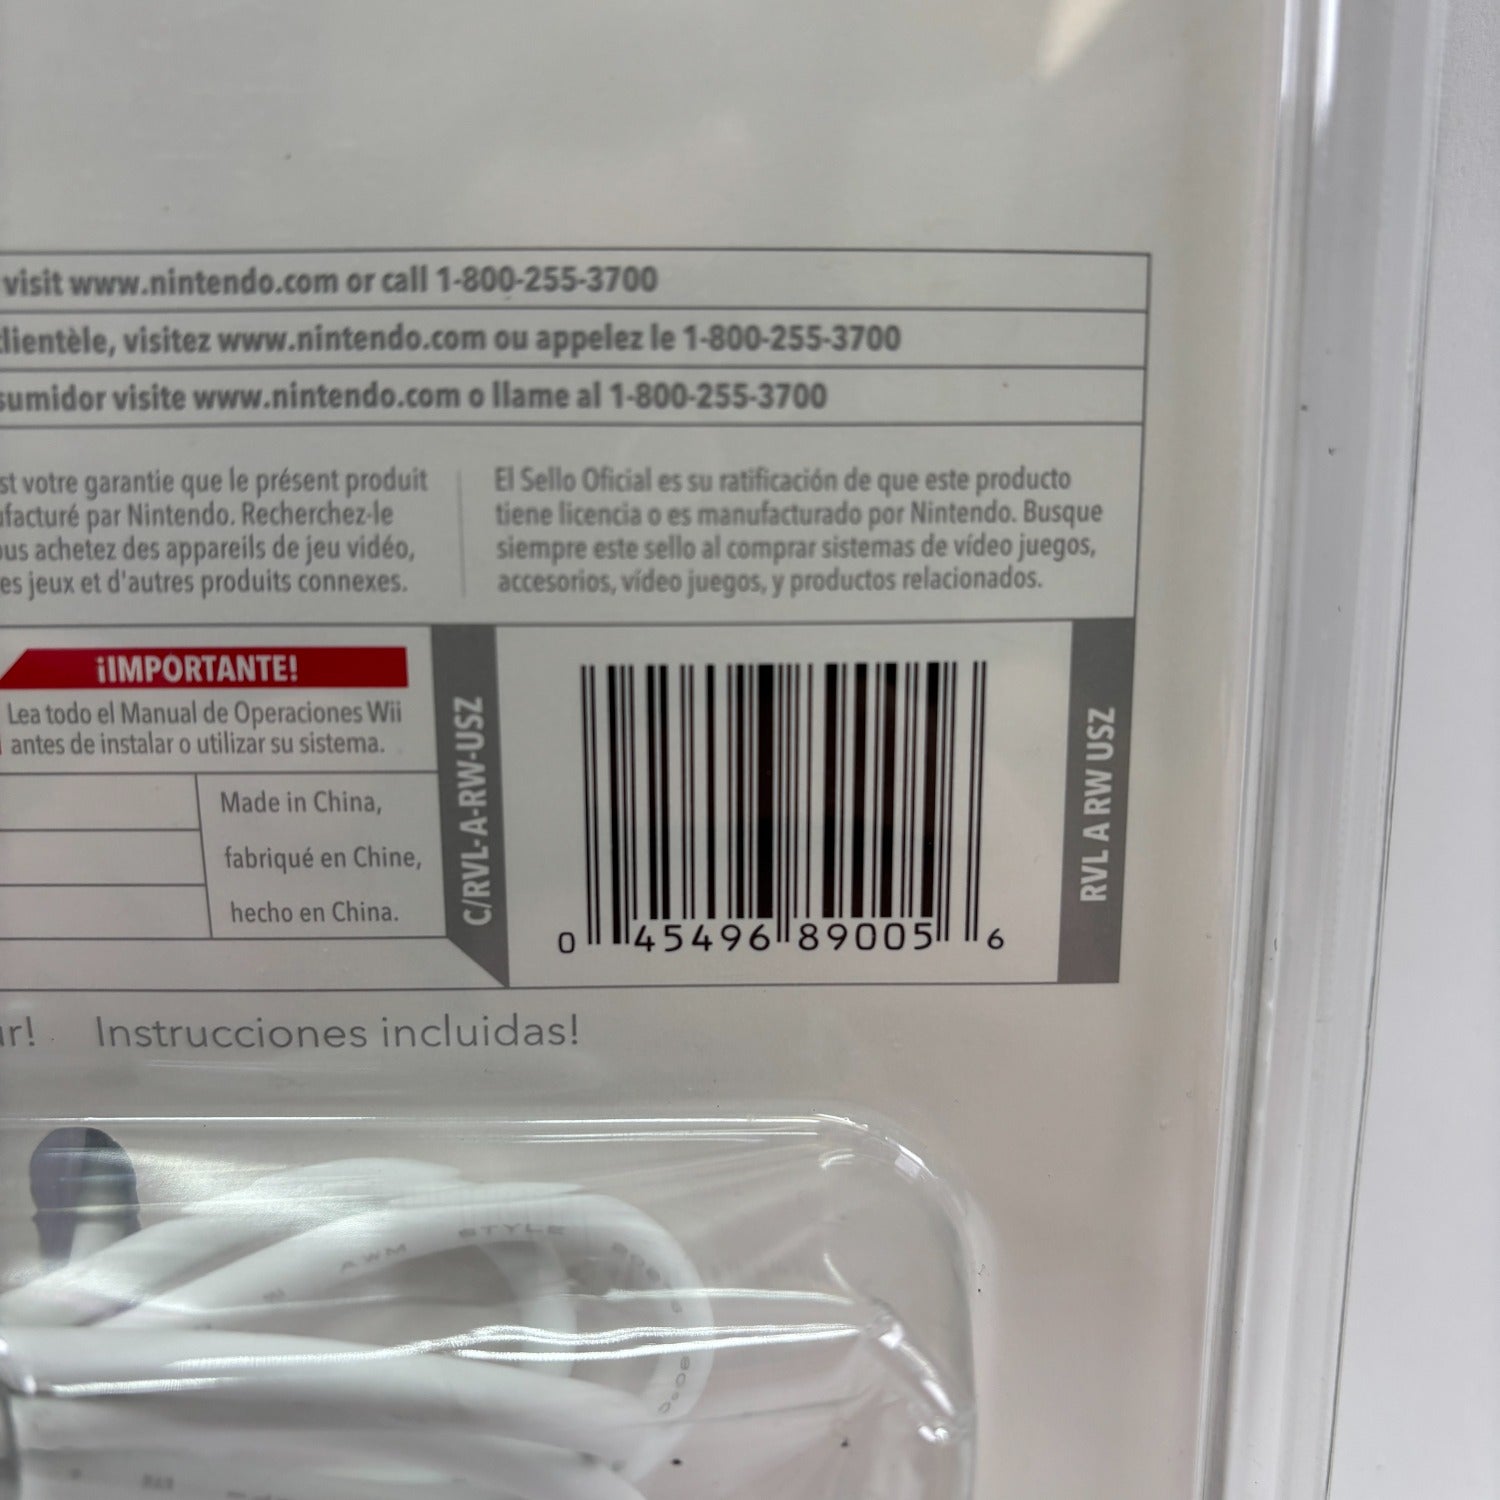 visit www.nintendo.com or call 1-800-255-3700
clientèle, visitez www.nintendo.com ou appelez le 1-800-255-3700
sumidor visite www.nintendo.com o llame al 1-800-255-3700
st votre garantie que le présent produit
ufacturé par Nintendo. Recherchez-le
ous achetez des appareils de jeu vidéo,
es jeux et d'autres produits connexes.
El Sello Oficial es su ratificación de que este producto
tiene licencia o es manufacturado por Nintendo. Busque
siempre este sello al comprar sistemas de vídeo juegos,
accesorios, vídeo juegos, y productos relacionados.
¡IMPORTANTE!
Lea todo el Manual de Operaciones Wii
antes de instalar o utilizar su sistema.
Made in China,
fabriqué en Chine,
hecho en China.
C/RVL-A-RW-USZ
0 45496 89005 6
RVL A RW USZ
ur! Instrucciones incluidas!
AWM STYLE